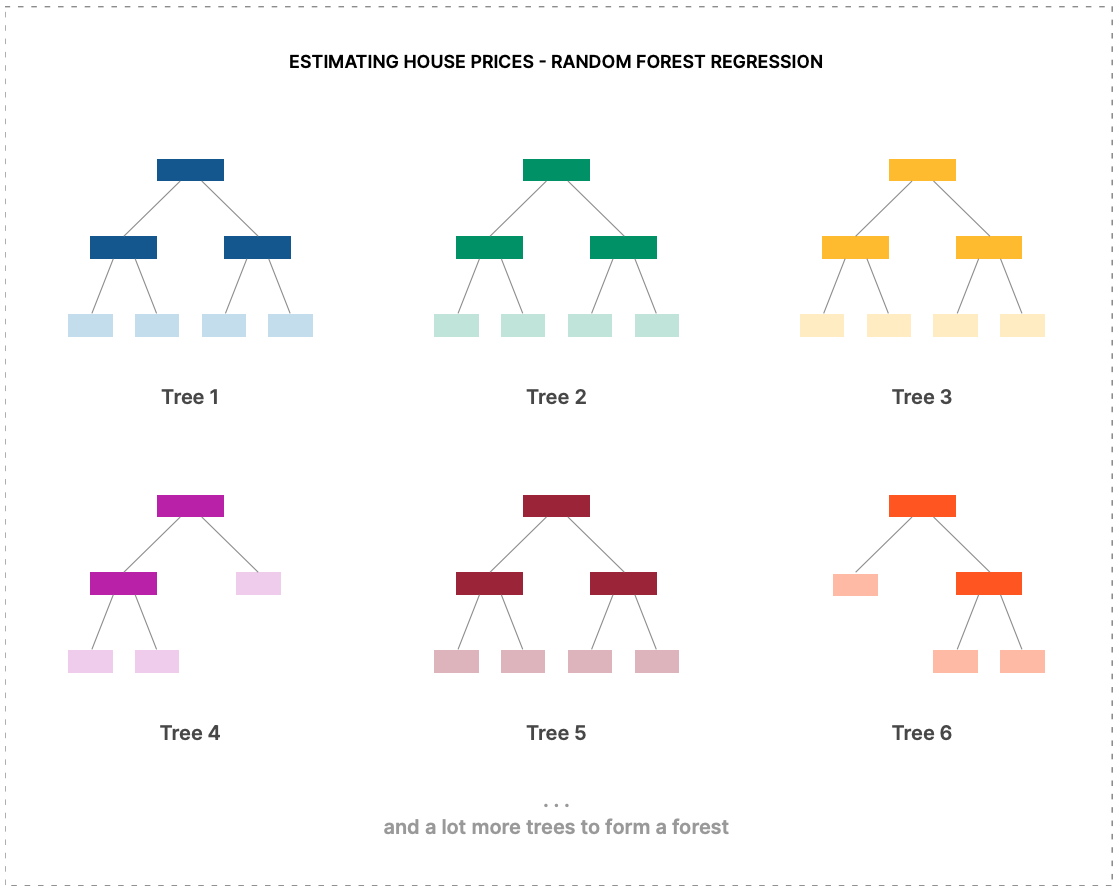 ESTIMATING HOUSE PRICES - RANDOM FOREST REGRESSION
Tree 1
Tree 2
Tree 3
Tree 4
Tree 5
Tree 6
...
and a lot more trees to form a forest